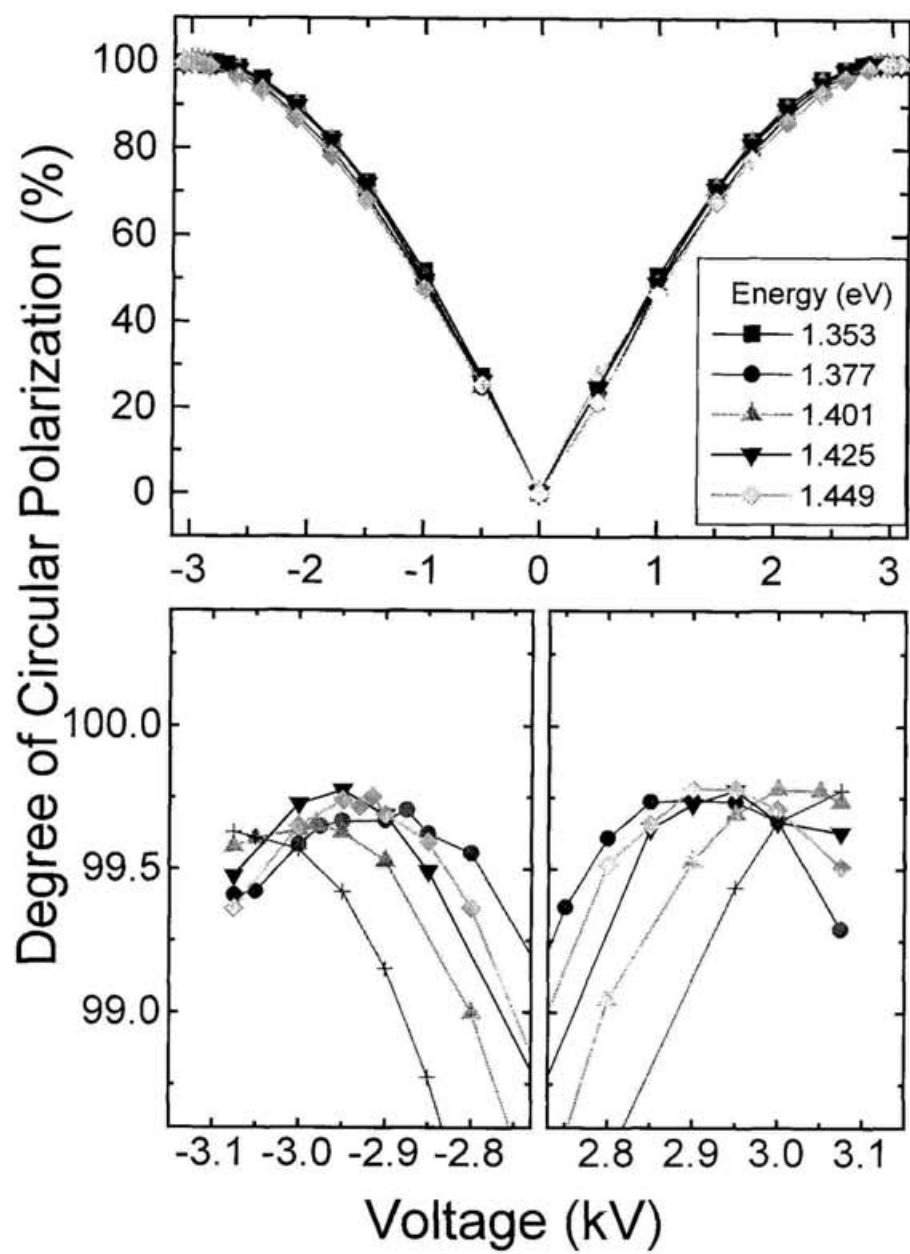 Degree of Circular Polarization (%)
100
80
60
40
20
0
-3 -2 -1 0 1 2 3
Energy (eV)
1.353
1.377
1.401
1.425
1.449
100.0
99.5
99.0
-3.1 -3.0 -2.9 -2.8 2.8 2.9 3.0 3.1
Voltage (kV)